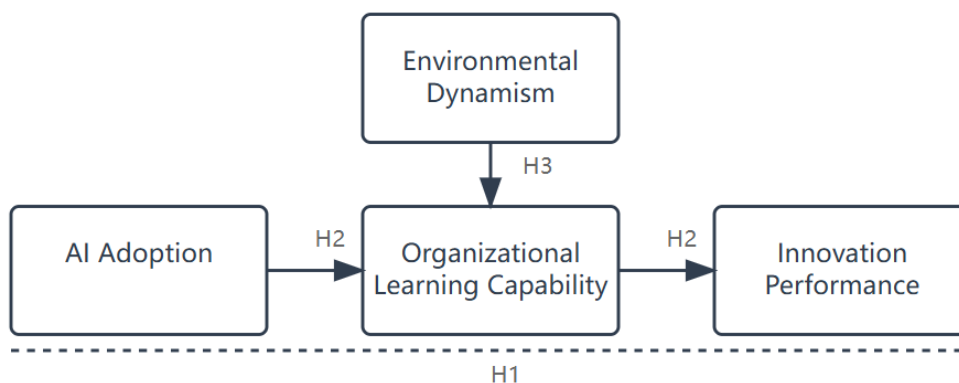 Environmental
Dynamism
H3
AI Adoption
H2
Organizational
Learning Capability
H2
Innovation
Performance
H1